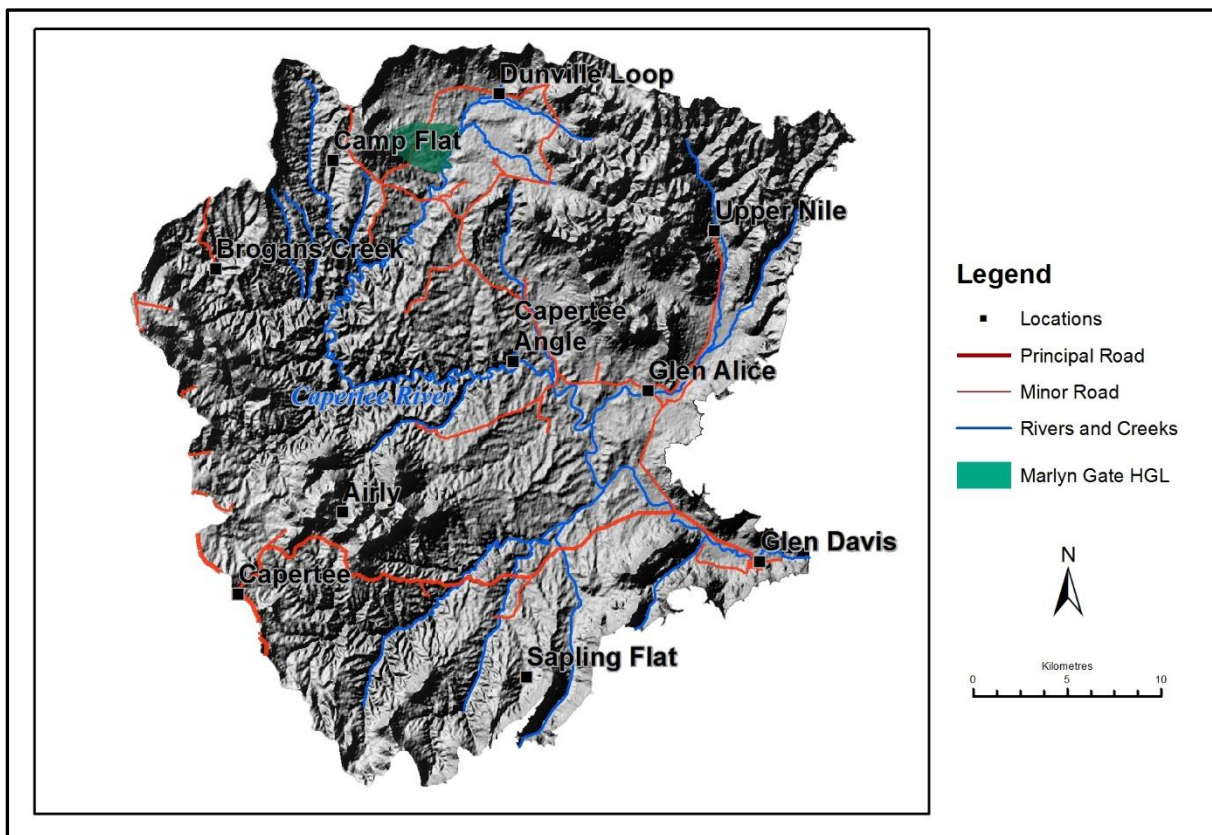 Dunville Loop
Camp Flat
Upper Nile
Brogans Creek
Capertee
Angle
Glen Alice
Capertee River
Airly
Glen Davis
Capertee
Sapling Flat
Legend
Locations
Principal Road
Minor Road
Rivers and Creeks
Marlyn Gate HGL
N
Kilometres
0 5 10